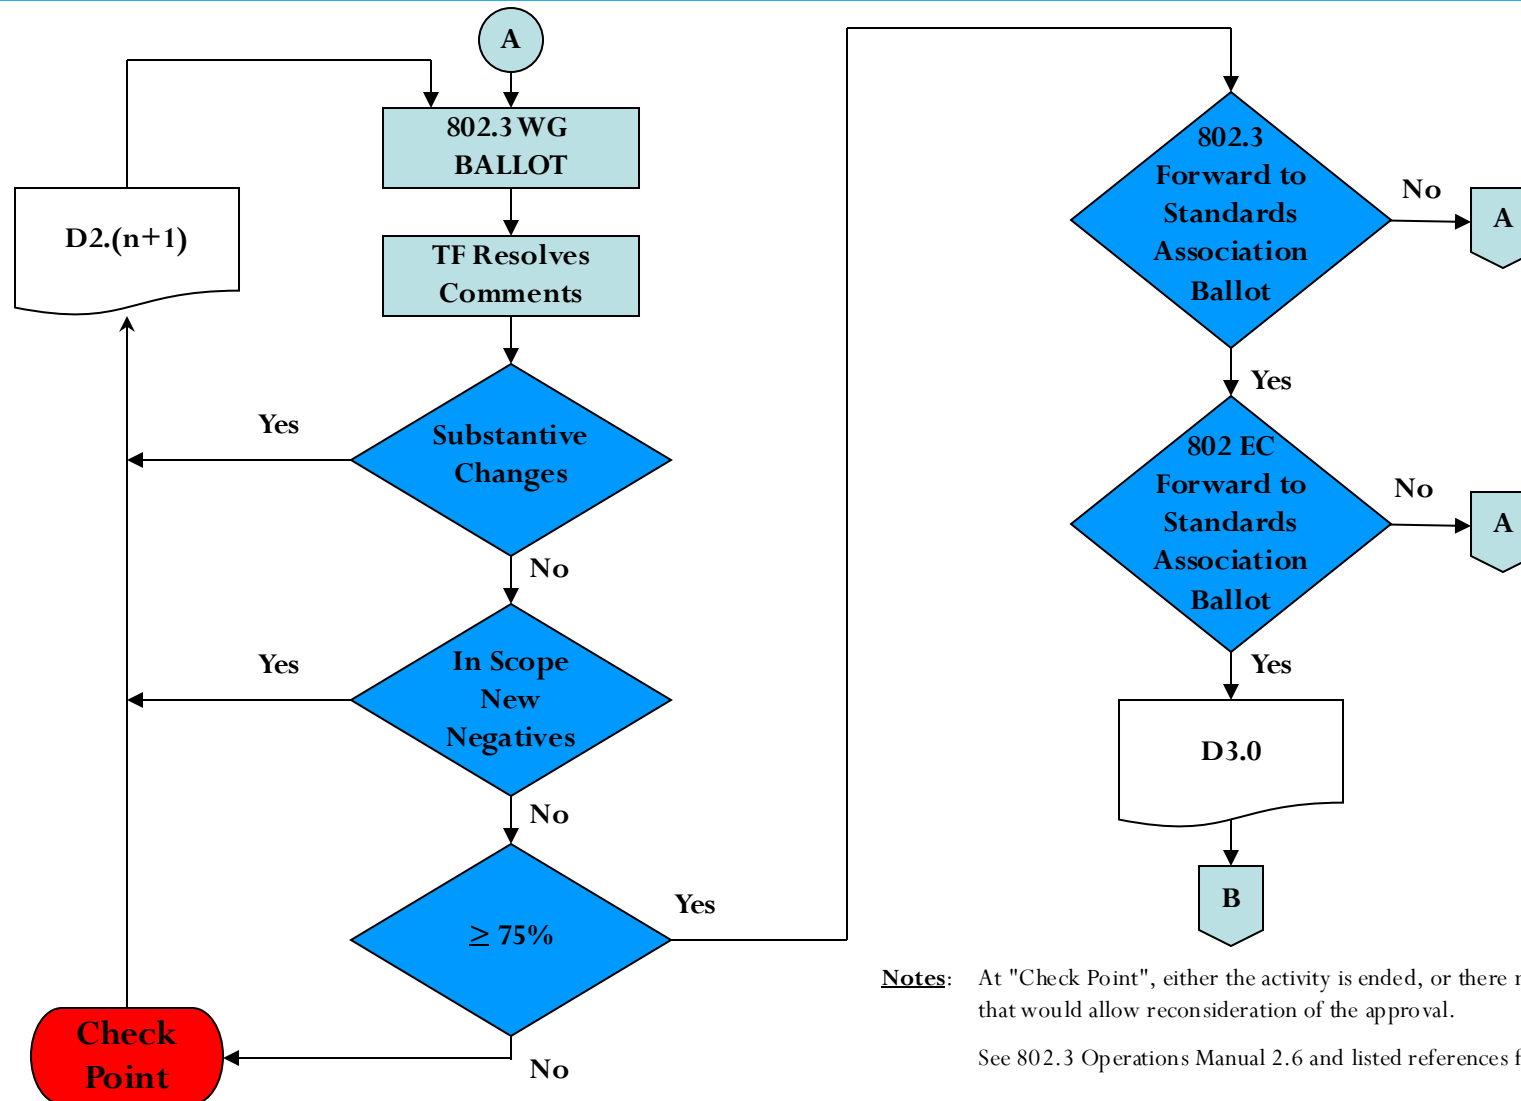 A
802.3 WG
BALLOT
D2.(n+1)
TF Resolves
Comments
Yes
Substantive
Changes
No
Yes
In Scope
New
Negatives
No
≥ 75%
Yes
No
Check
Point
802.3
Forward to
Standards
Association
Ballot
No
A
Yes
802 EC
Forward to
Standards
Association
Ballot
No
A
Yes
D3.0
B
Notes: At "Check Point", either the activity is ended, or there
that would allow reconsideration of the approval.
See 802.3 Operations Manual 2.6 and listed references